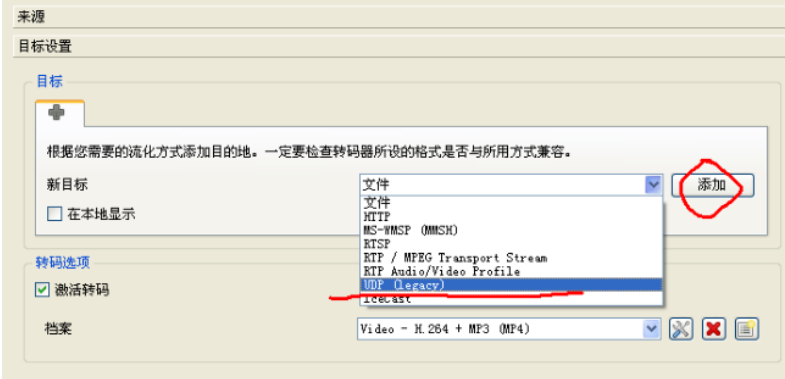 来源
目标设置
目标
根据您需要的流化方式添加目的地。一定要检查转码器所设的格式是否与所用方式兼容。
新目标 文件 添加
文件
在本地显示
HTTP
MS-WMSP (MMSH)
RTSP
RTP / MPEG Transport Stream
RTP Audio/Video Profile
UDP (legacy)
IceCast
转码选项
激活转码
档案 Video - H.264 + MP3 (MP4)